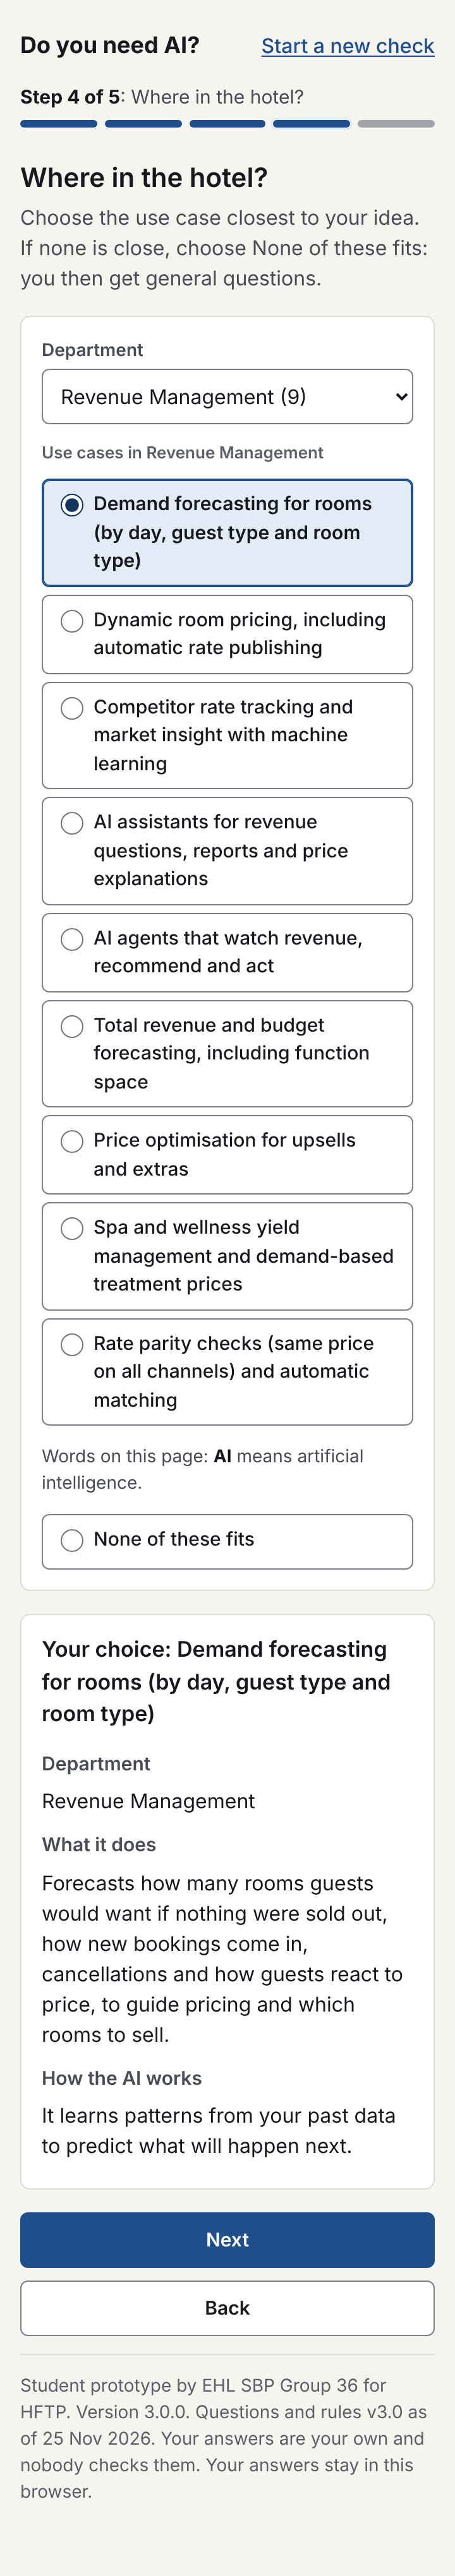 Do you need AI?
Start a new check
Step 4 of 5: Where in the hotel?
Where in the hotel?
Choose the use case closest to your idea.
If none is close, choose None of these fits:
you then get general questions.
Department
Revenue Management (9)
Use cases in Revenue Management
Demand forecasting for rooms
(by day, guest type and room
type)
Dynamic room pricing, including
automatic rate publishing
Competitor rate tracking and
market insight with machine
learning
AI assistants for revenue
questions, reports and price
explanations
AI agents that watch revenue,
recommend and act
Total revenue and budget
forecasting, including function
space
Price optimisation for upsells
and extras
Spa and wellness yield
management and demand-based
treatment prices
Rate parity checks (same price
on all channels) and automatic
matching
Words on this page: AI means artificial
intelligence.
None of these fits
Your choice: Demand forecasting
for rooms (by day, guest type and
room type)
Department
Revenue Management
What it does
Forecasts how many rooms guests
would want if nothing were sold out,
how new bookings come in,
cancellations and how guests react to
price, to guide pricing and which
rooms to sell.
How the AI works
It learns patterns from your past data
to predict what will happen next.
Next
Back
Student prototype by EHL SBP Group 36 for
HFTP. Version 3.0.0. Questions and rules v3.0 as
of 25 Nov 2026. Your answers are your own and
nobody checks them. Your answers stay in this
browser.